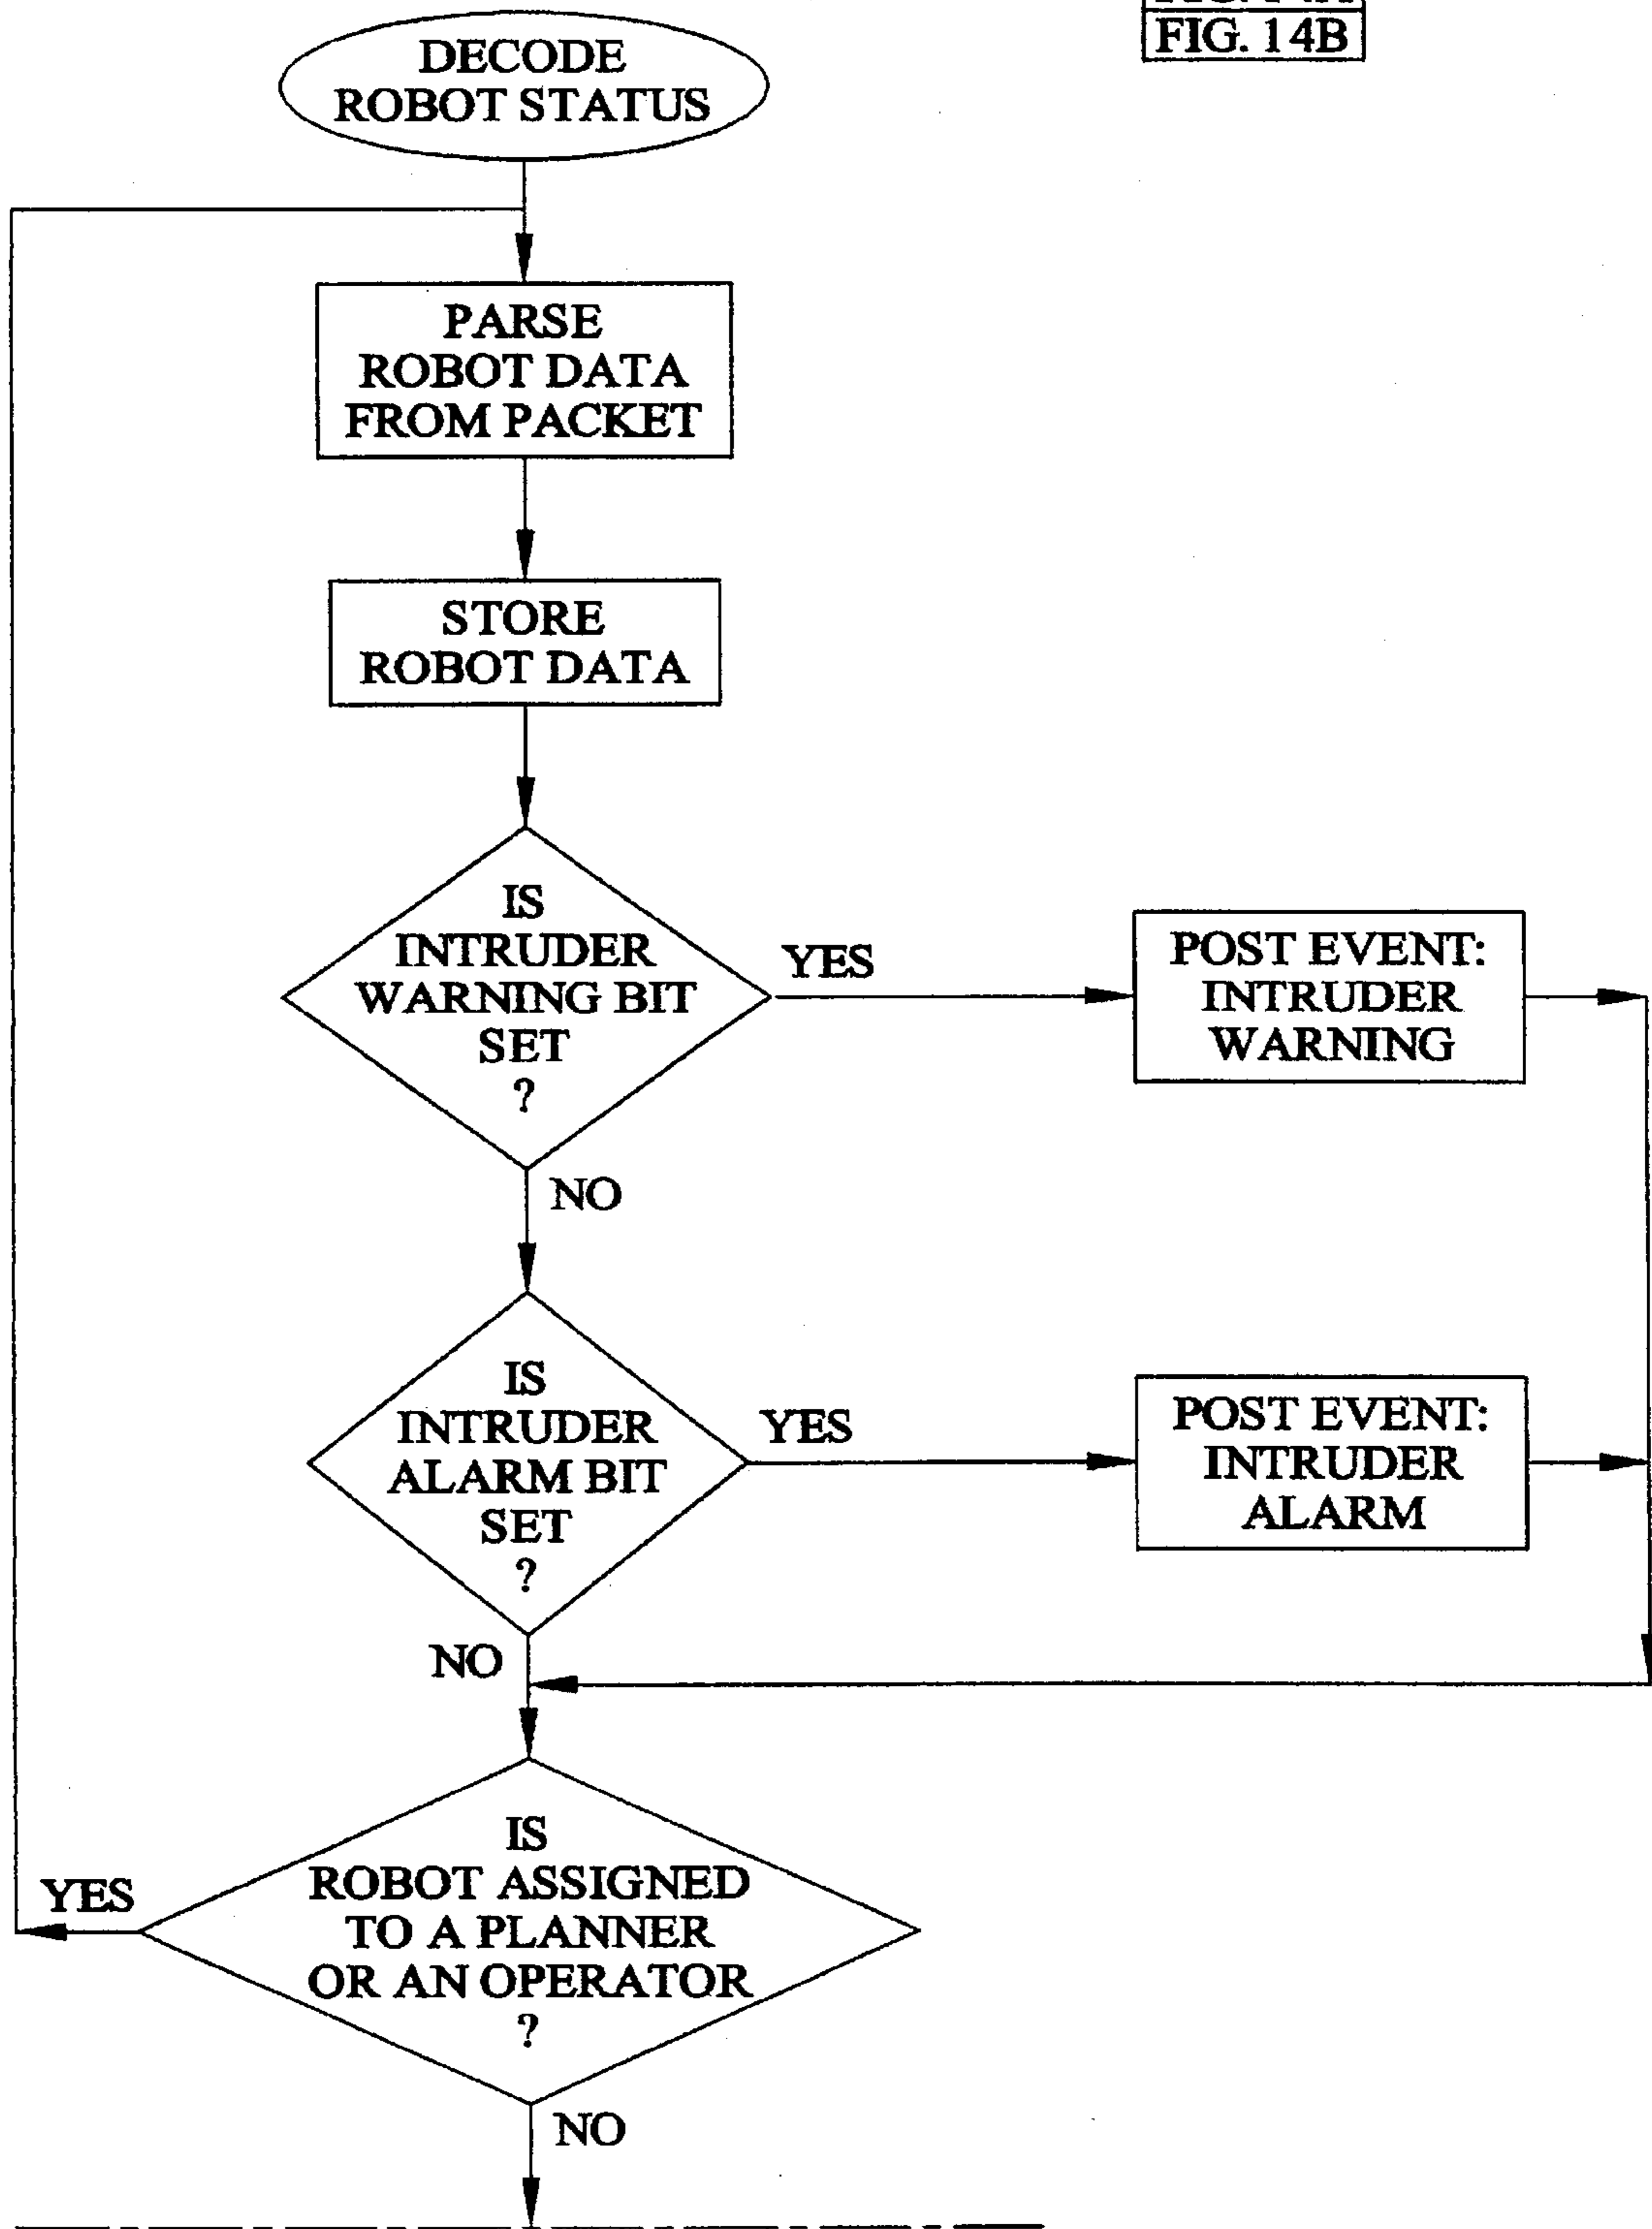 FIG. 14B
DECODE
ROBOT STATUS
PARSE
ROBOT DATA
FROM PACKET
STORE
ROBOT DATA
IS
INTRUDER
WARNING BIT
SET
?
YES
POST EVENT:
INTRUDER
WARNING
NO
IS
INTRUDER
ALARM BIT
SET
?
YES
POST EVENT:
INTRUDER
ALARM
NO
IS
ROBOT ASSIGNED
TO A PLANNER
OR AN OPERATOR
?
YES
NO